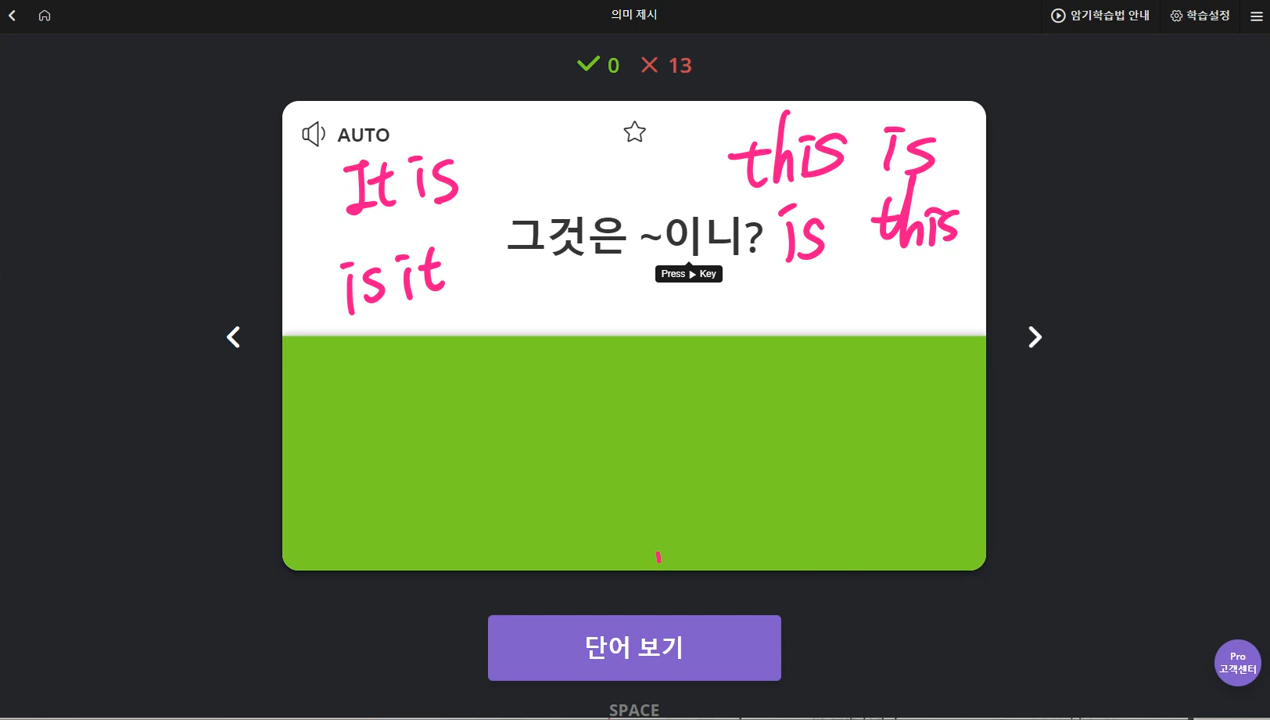 의미 제시
암기학습법 안내
학습설정
0 13
AUTO
It is
this is
그것은 ~이니?
is this
is it
Press Key
단어 보기
Pro
고객센터
SPACE